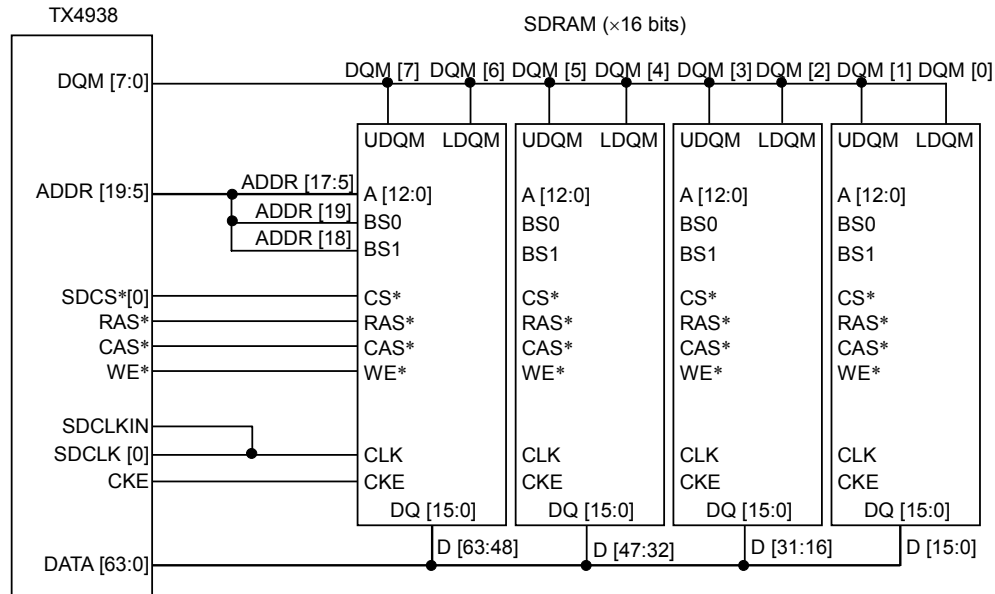 TX4938
SDRAM (×16 bits)
DQM [7:0]
DQM [7] DQM [6] DQM [5] DQM [4] DQM [3] DQM [2] DQM [1] DQM [0]
UDQM LDQM UDQM LDQM UDQM LDQM UDQM LDQM
ADDR [19:5] ADDR [17:5] A [12:0] A [12:0] A [12:0] A [12:0]
ADDR [19] BS0 BS0 BS0 BS0
ADDR [18] BS1 BS1 BS1 BS1
SDCS*[0] CS* CS* CS* CS*
RAS* RAS* RAS* RAS* RAS*
CAS* CAS* CAS* CAS* CAS*
WE* WE* WE* WE* WE*
SDCLKIN
SDCLK [0] CLK CLK CLK CLK
CKE CKE CKE CKE CKE
DQ [15:0] DQ [15:0] DQ [15:0] DQ [15:0]
D [63:48] D [47:32] D [31:16] D [15:0]
DATA [63:0]